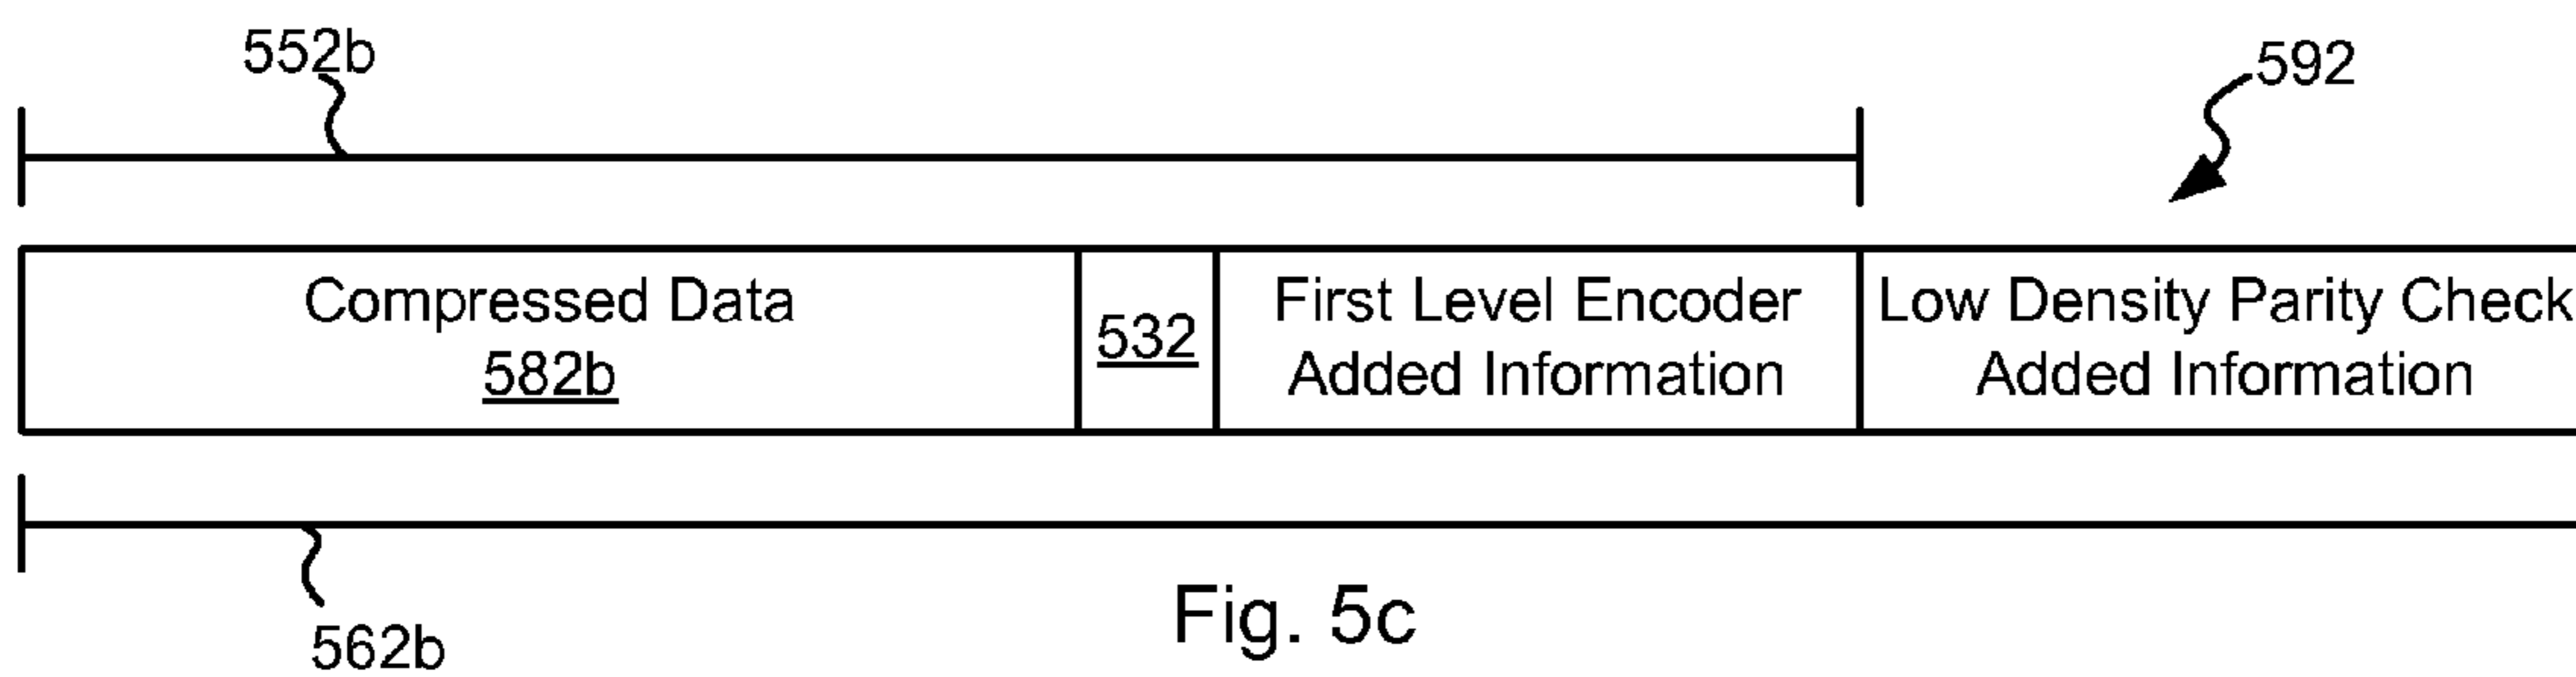 552b
592
Compressed Data
582b
532
First Level Encoder
Added Information
Low Density Parity Check
Added Information
562b
Fig. 5c